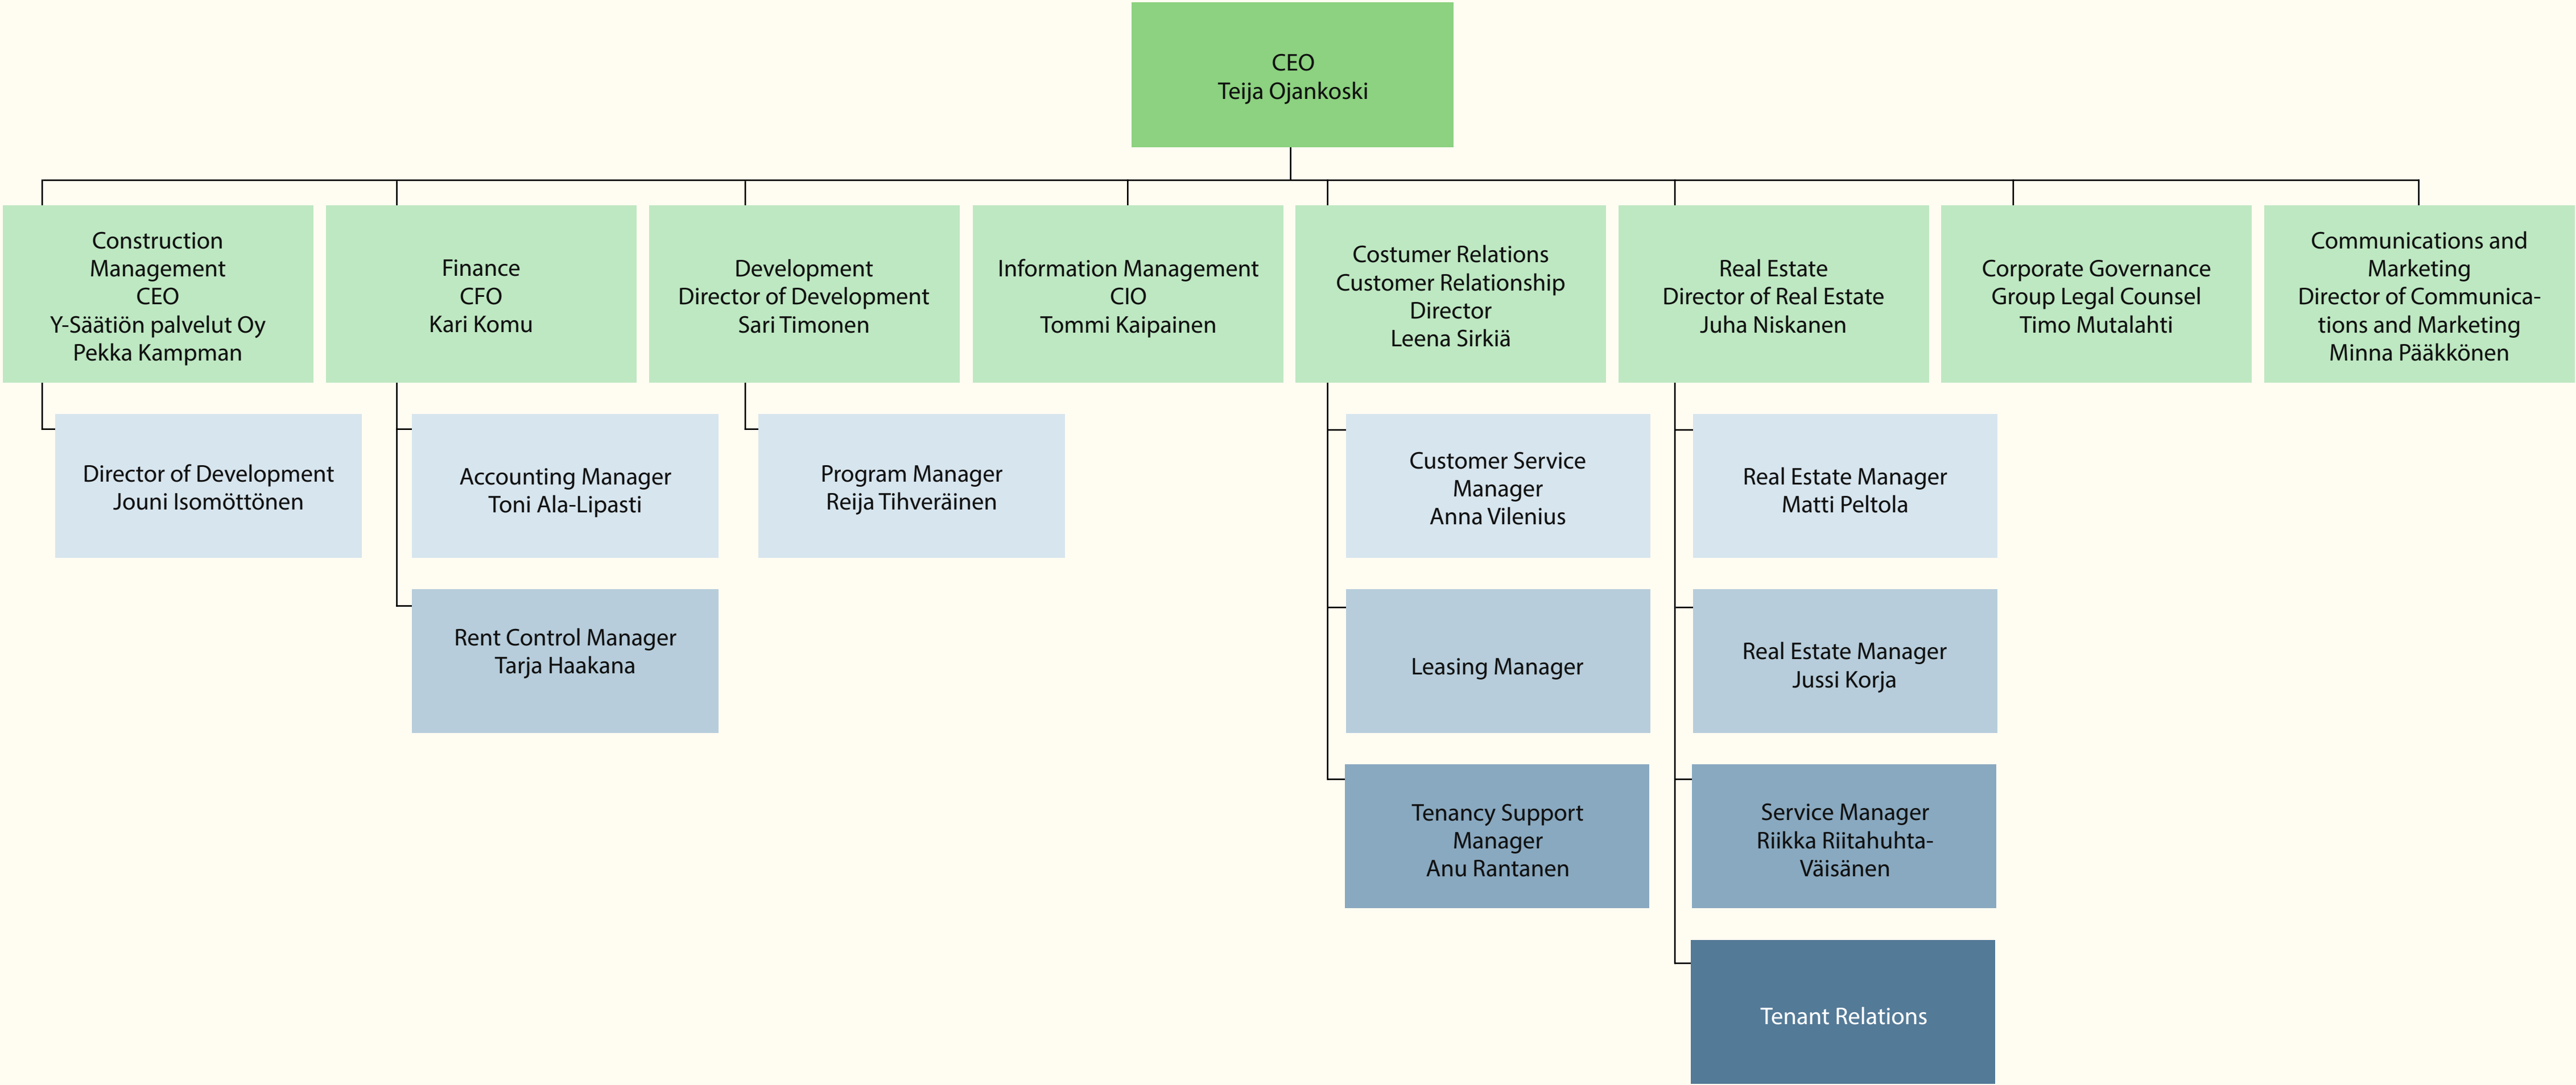 CEO
Teija Ojankoski
Construction
Management
CEO
Y-Säätiön palvelut Oy
Pekka Kampman
Finance
CFO
Kari Komu
Development
Director of Development
Sari Timonen
Information Management
CIO
Tommi Kaipainen
Costumer Relations
Customer Relationship
Director
Leena Sirkiä
Real Estate
Director of Real Estate
Juha Niskanen
Corporate Governance
Group Legal Counsel
Timo Mutalahti
Communications and
Marketing
Director of Communica-
tions and Marketing
Minna Pääkkönen
Director of Development
Jouni Isomöttönen
Accounting Manager
Toni Ala-Lipasti
Program Manager
Reija Tihveräinen
Customer Service
Manager
Anna Vilenius
Real Estate Manager
Matti Peltola
Rent Control Manager
Tarja Haakana
Leasing Manager
Real Estate Manager
Jussi Korja
Tenancy Support
Manager
Anu Rantanen
Service Manager
Riikka Riitahuhta-
Väisänen
Tenant Relations